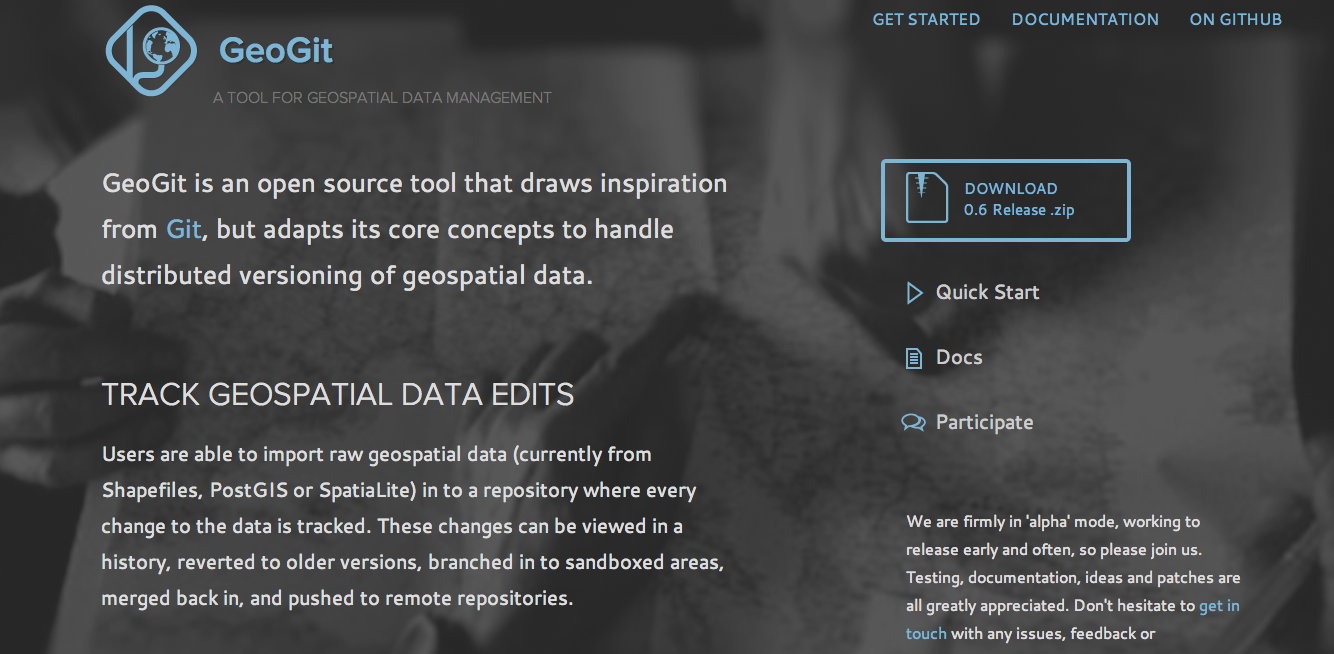 GET STARTED DOCUMENTATION ON GITHUB
GeoGit
A TOOL FOR GEOSPATIAL DATA MANAGEMENT
GeoGit is an open source tool that draws inspiration
from Git, but adapts its core concepts to handle
distributed versioning of geospatial data.
TRACK GEOSPATIAL DATA EDITS
Users are able to import raw geospatial data (currently from
Shapefiles, PostGIS or SpatiaLite) in to a repository where every
change to the data is tracked. These changes can be viewed in a
history, reverted to older versions, branched in to sandboxed areas,
merged back in, and pushed to remote repositories.
DOWNLOAD
0.6 Release .zip
Quick Start
Docs
Participate
We are firmly in 'alpha' mode, working to
release early and often, so please join us.
Testing, documentation, ideas and patches are
all greatly appreciated. Don't hesitate to get in
touch with any issues, feedback or